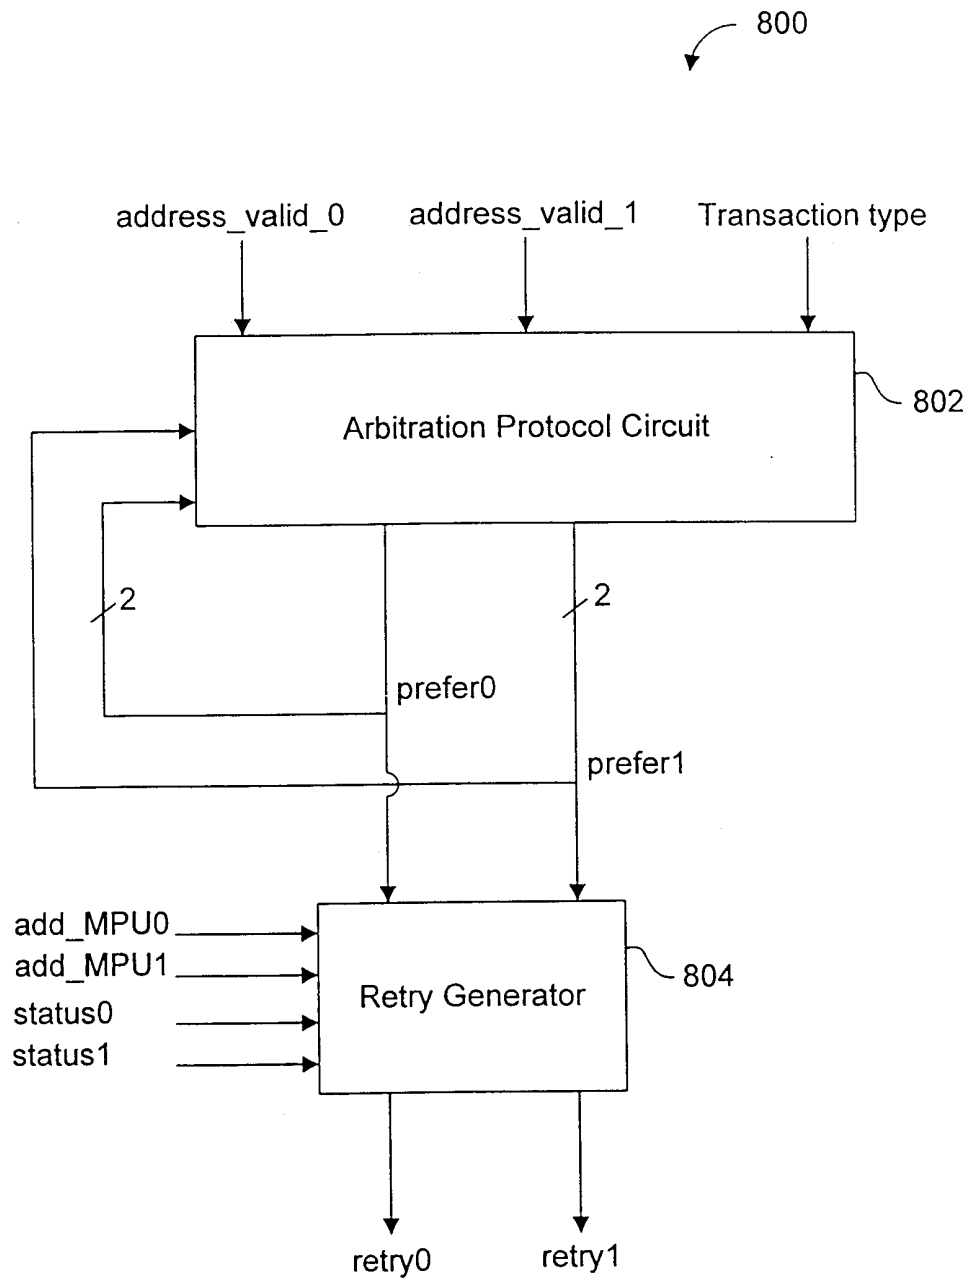 800
address_valid_0
address_valid_1
Transaction type
802
Arbitration Protocol Circuit
2
2
prefer0
prefer1
add_MPU0
add_MPU1
804
Retry Generator
status0
status1
retry0
retry1